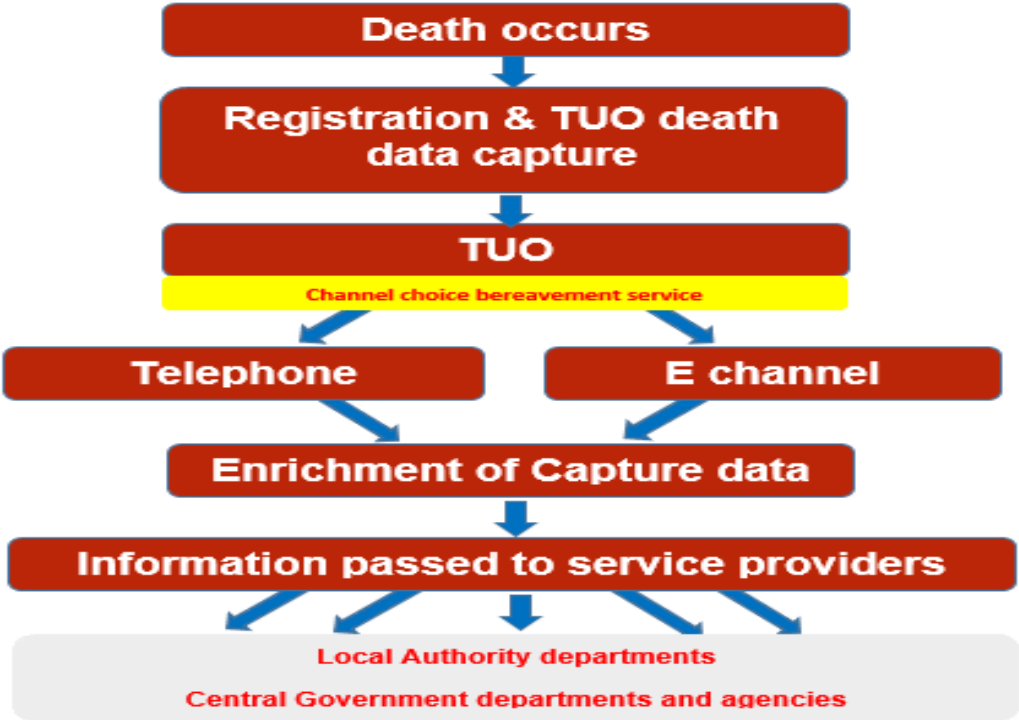 Death occurs
Registration & TUO death
data capture
TUO
Channel choice bereavement service
Telephone
E channel
Enrichment of Capture data
Information passed to service providers
Local Authority departments
Central Government departments and agencies